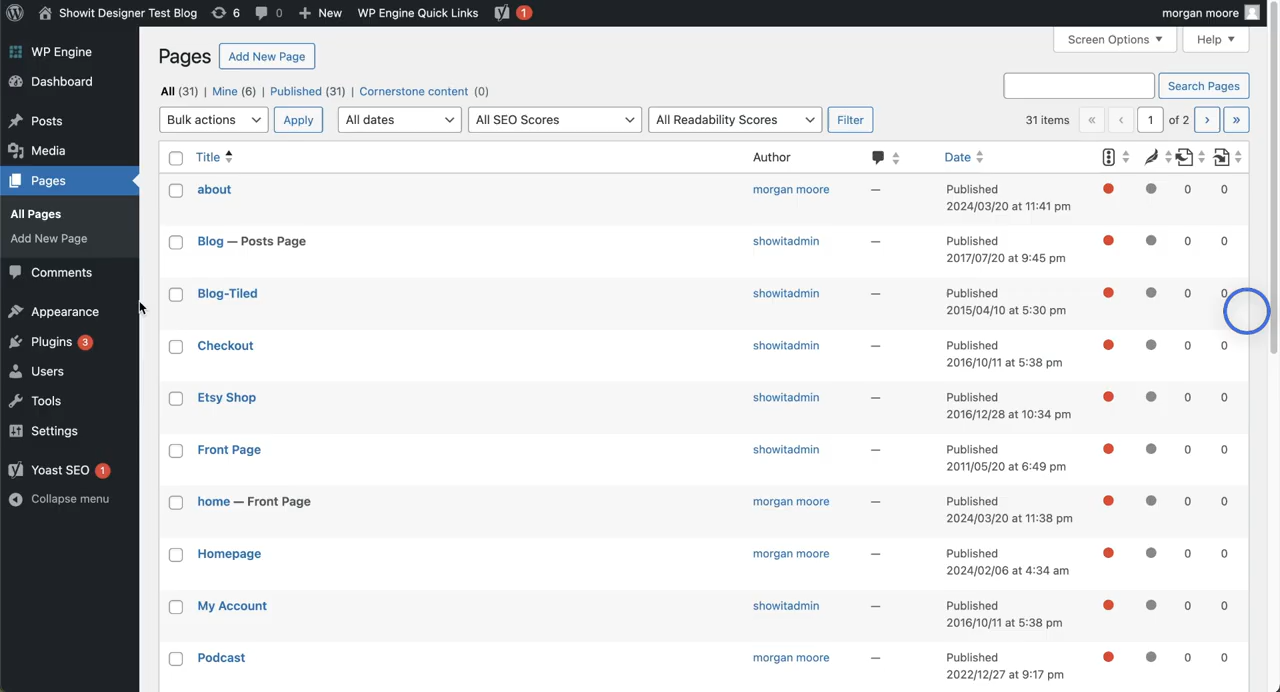 Showit Designer Test Blog 6 0 New WP Engine Quick Links 1 morgan moore
WP Engine
Dashboard
Posts
Media
Pages
All Pages
Add New Page
Comments
Appearance
Plugins 3
Users
Tools
Settings
Yoast SEO 1
Collapse menu
Screen Options ▼ Help ▼
Pages Add New Page
All (31) | Mine (6) | Published (31) | Cornerstone content (0)
Search Pages
Bulk actions Apply All dates All SEO Scores All Readability Scores Filter 31 items « ‹ 1 of 2 › »
Title Author Date
about morgan moore — Published 0 0
2024/03/20 at 11:41 pm
Blog — Posts Page showitadmin — Published 0 0
2017/07/20 at 9:45 pm
Blog-Tiled showitadmin — Published 0 0
2015/04/10 at 5:30 pm
Checkout showitadmin — Published 0 0
2016/10/11 at 5:38 pm
Etsy Shop showitadmin — Published 0 0
2016/12/28 at 10:34 pm
Front Page showitadmin — Published 0 0
2011/05/20 at 6:49 pm
home — Front Page morgan moore — Published 0 0
2024/03/20 at 11:38 pm
Homepage morgan moore — Published 0 0
2024/02/06 at 4:34 am
My Account showitadmin — Published 0 0
2016/10/11 at 5:38 pm
Podcast morgan moore — Published 0 0
2022/12/27 at 9:17 pm